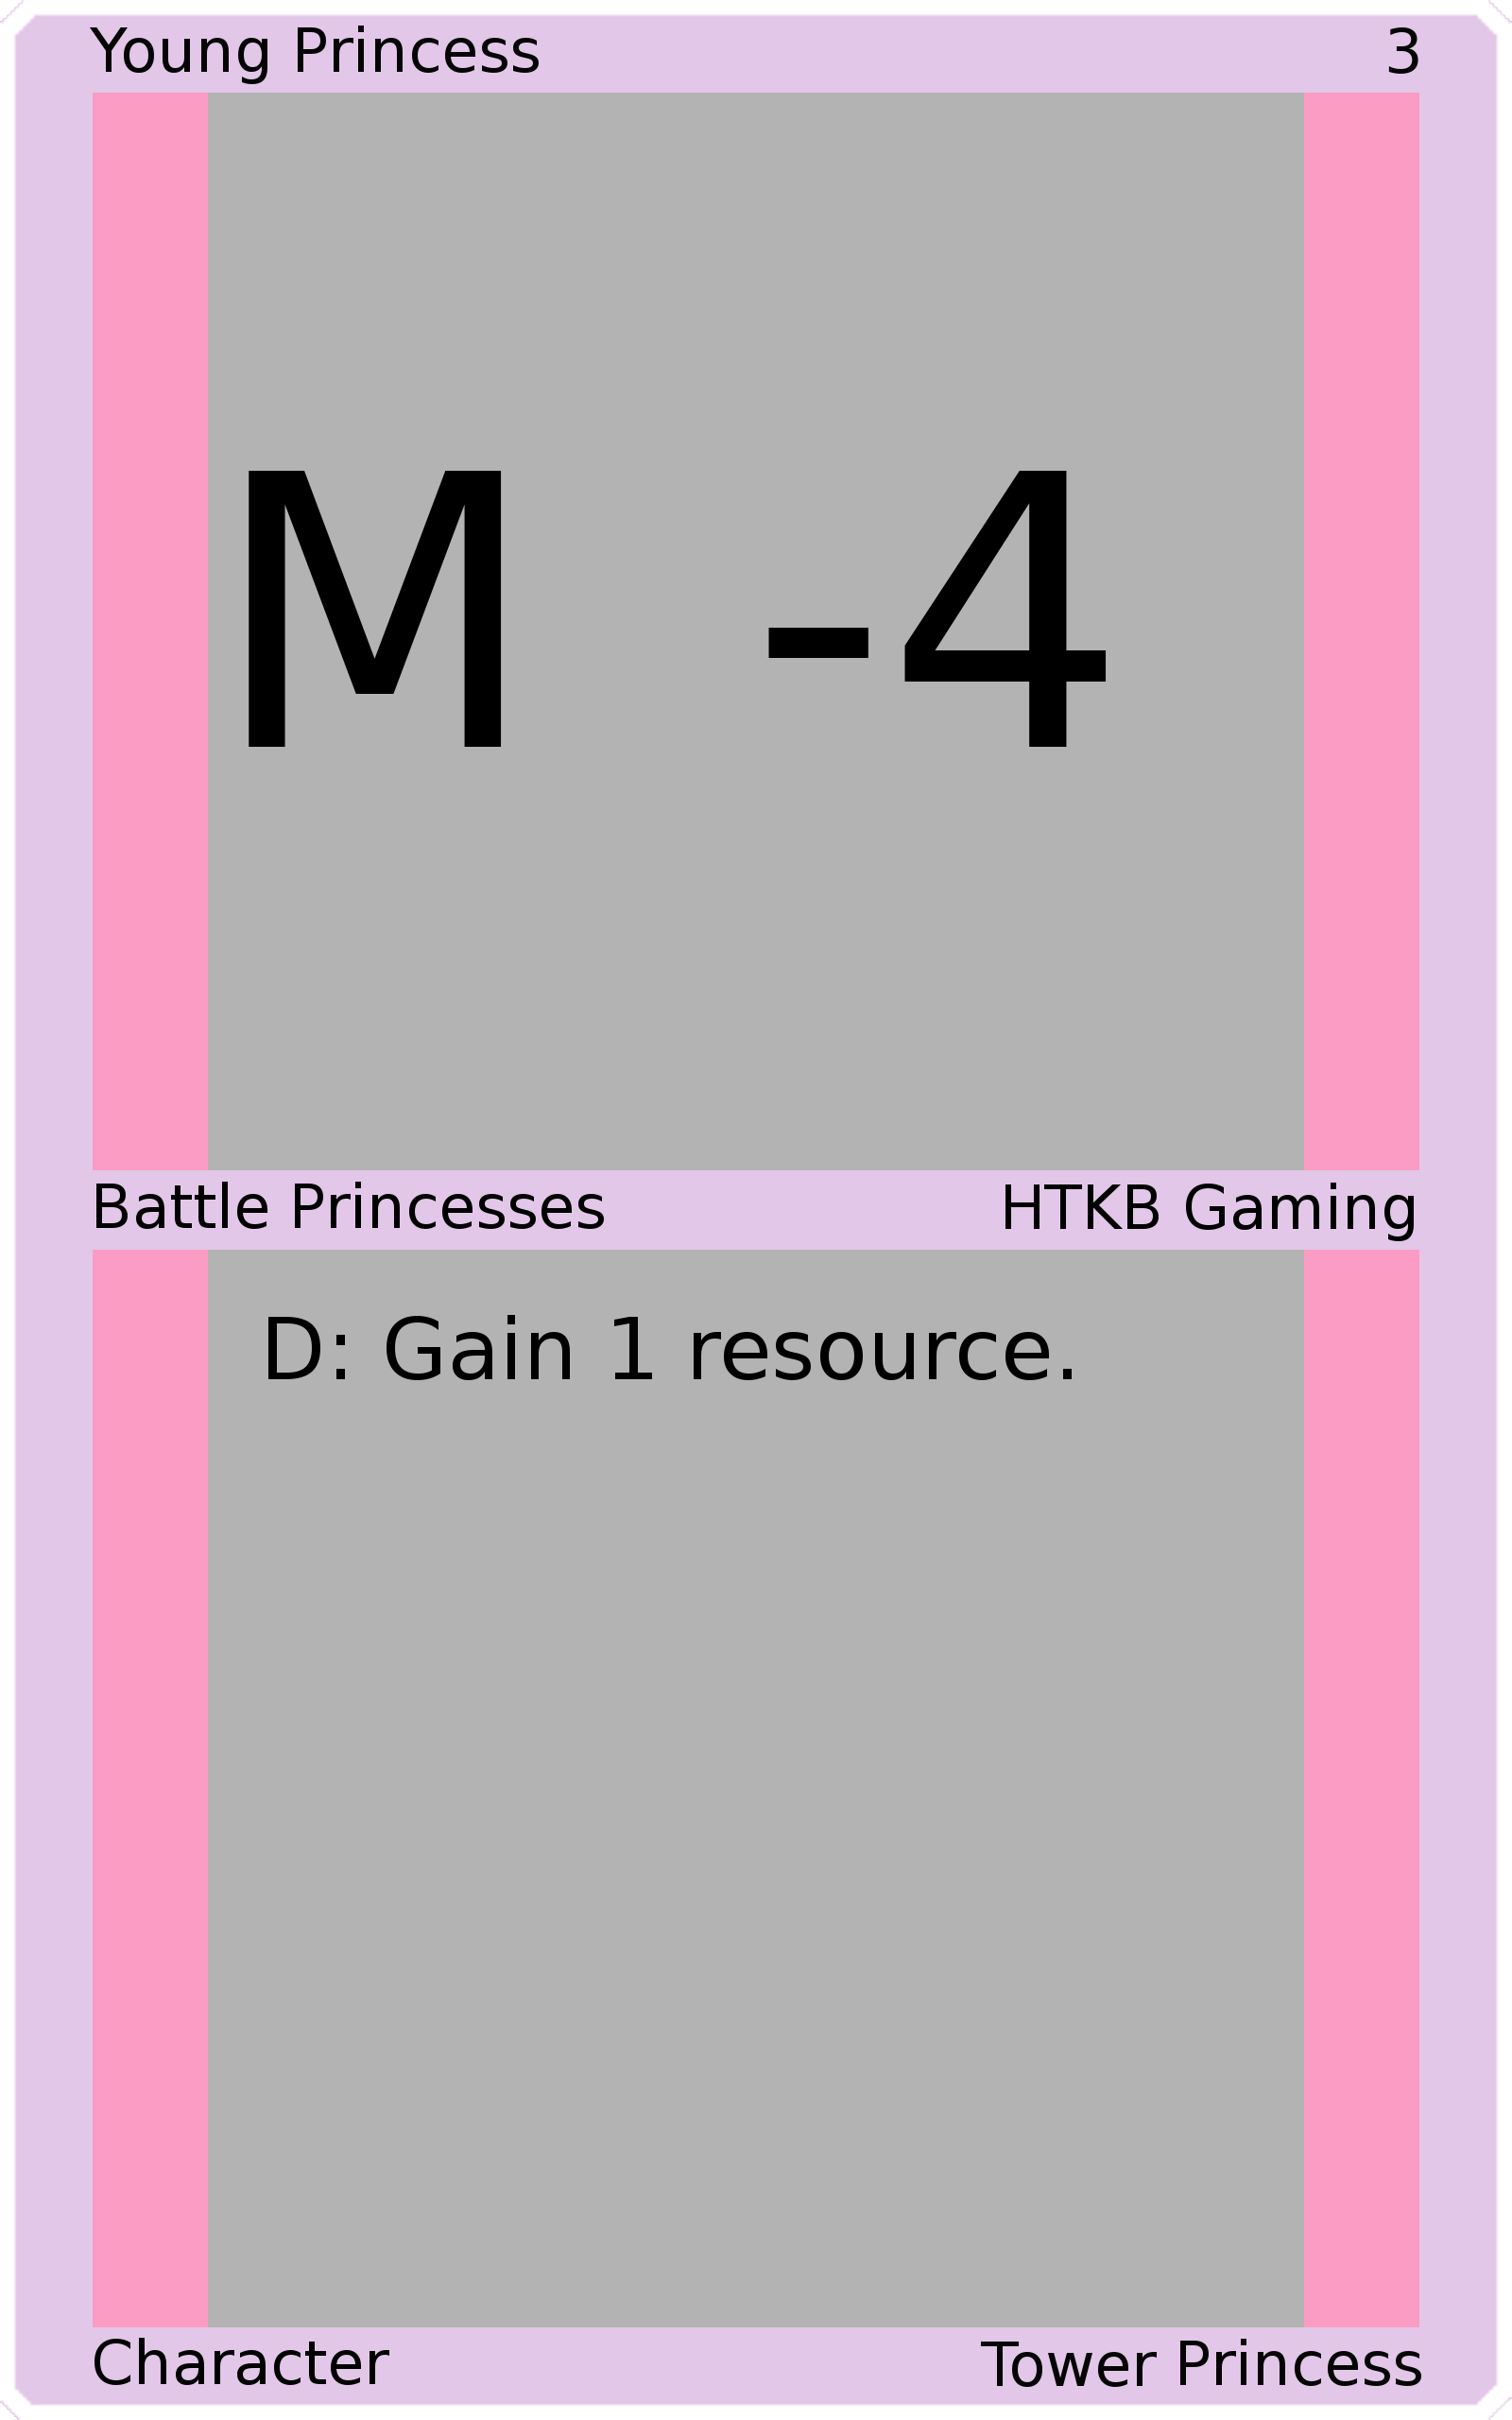 Young Princess 3
M -4
Battle Princesses HTKB Gaming
D: Gain 1 resource.
Character Tower Princess